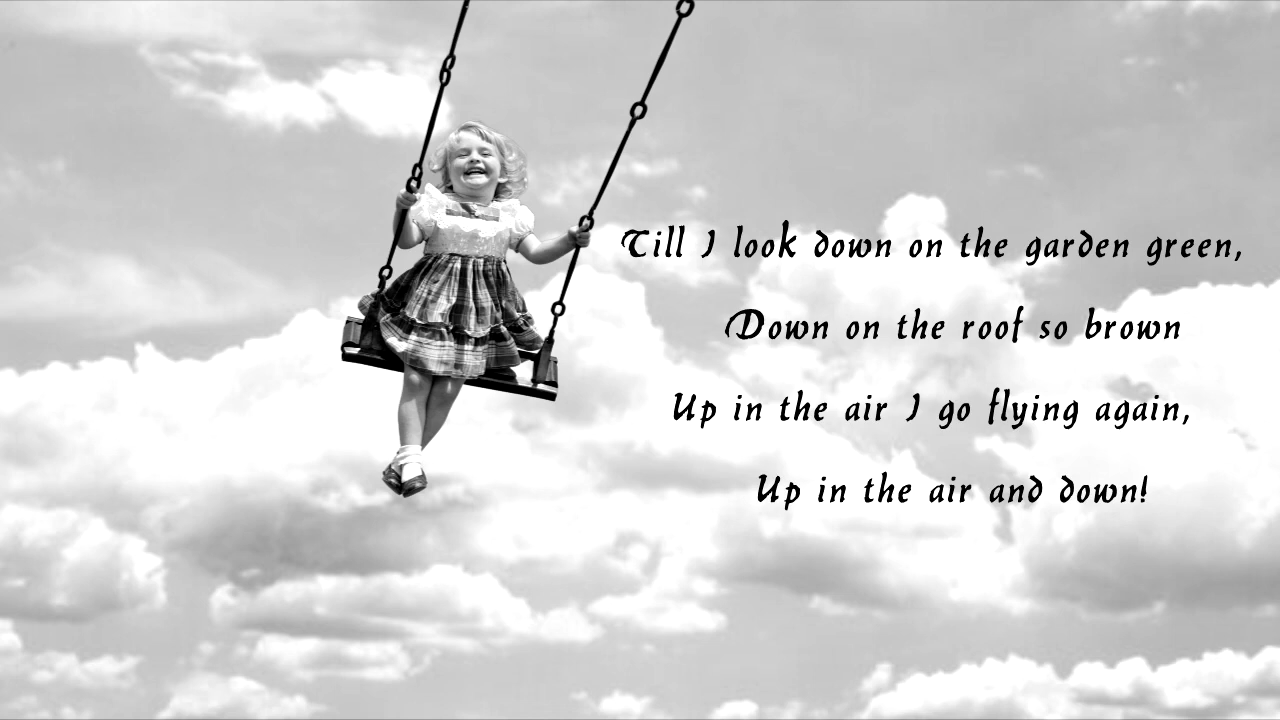 Till I look down on the garden green,
Down on the roof so brown
Up in the air I go flying again,
Up in the air and down!